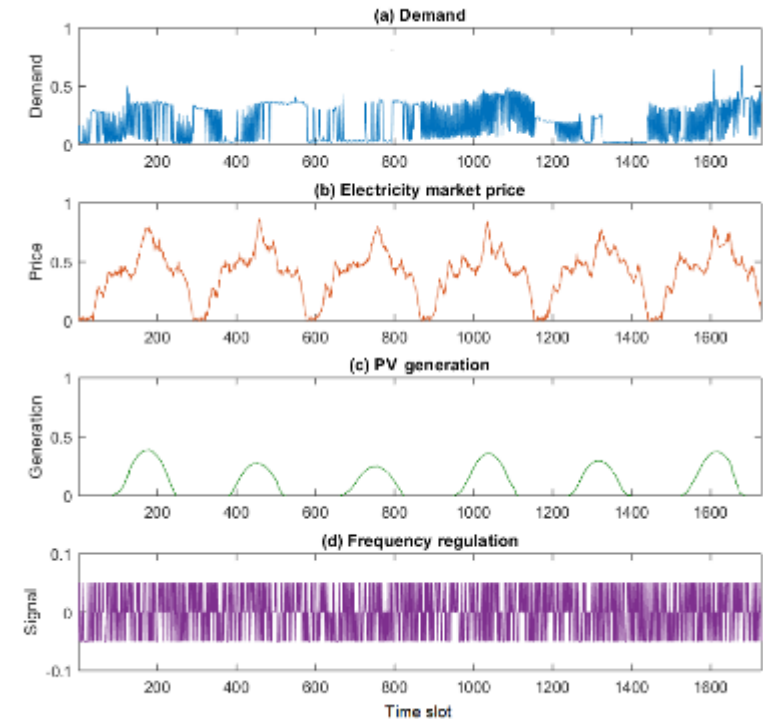 (a) Demand
1
0.5
0
Demand
200 400 600 800 1000 1200 1400 1600
(b) Electricity market price
1
0.5
0
Price
200 400 600 800 1000 1200 1400 1600
(c) PV generation
1
0.5
0
Generation
200 400 600 800 1000 1200 1400 1600
(d) Frequency regulation
0.1
0
-0.1
Signal
200 400 600 800 1000 1200 1400 1600
Time slot